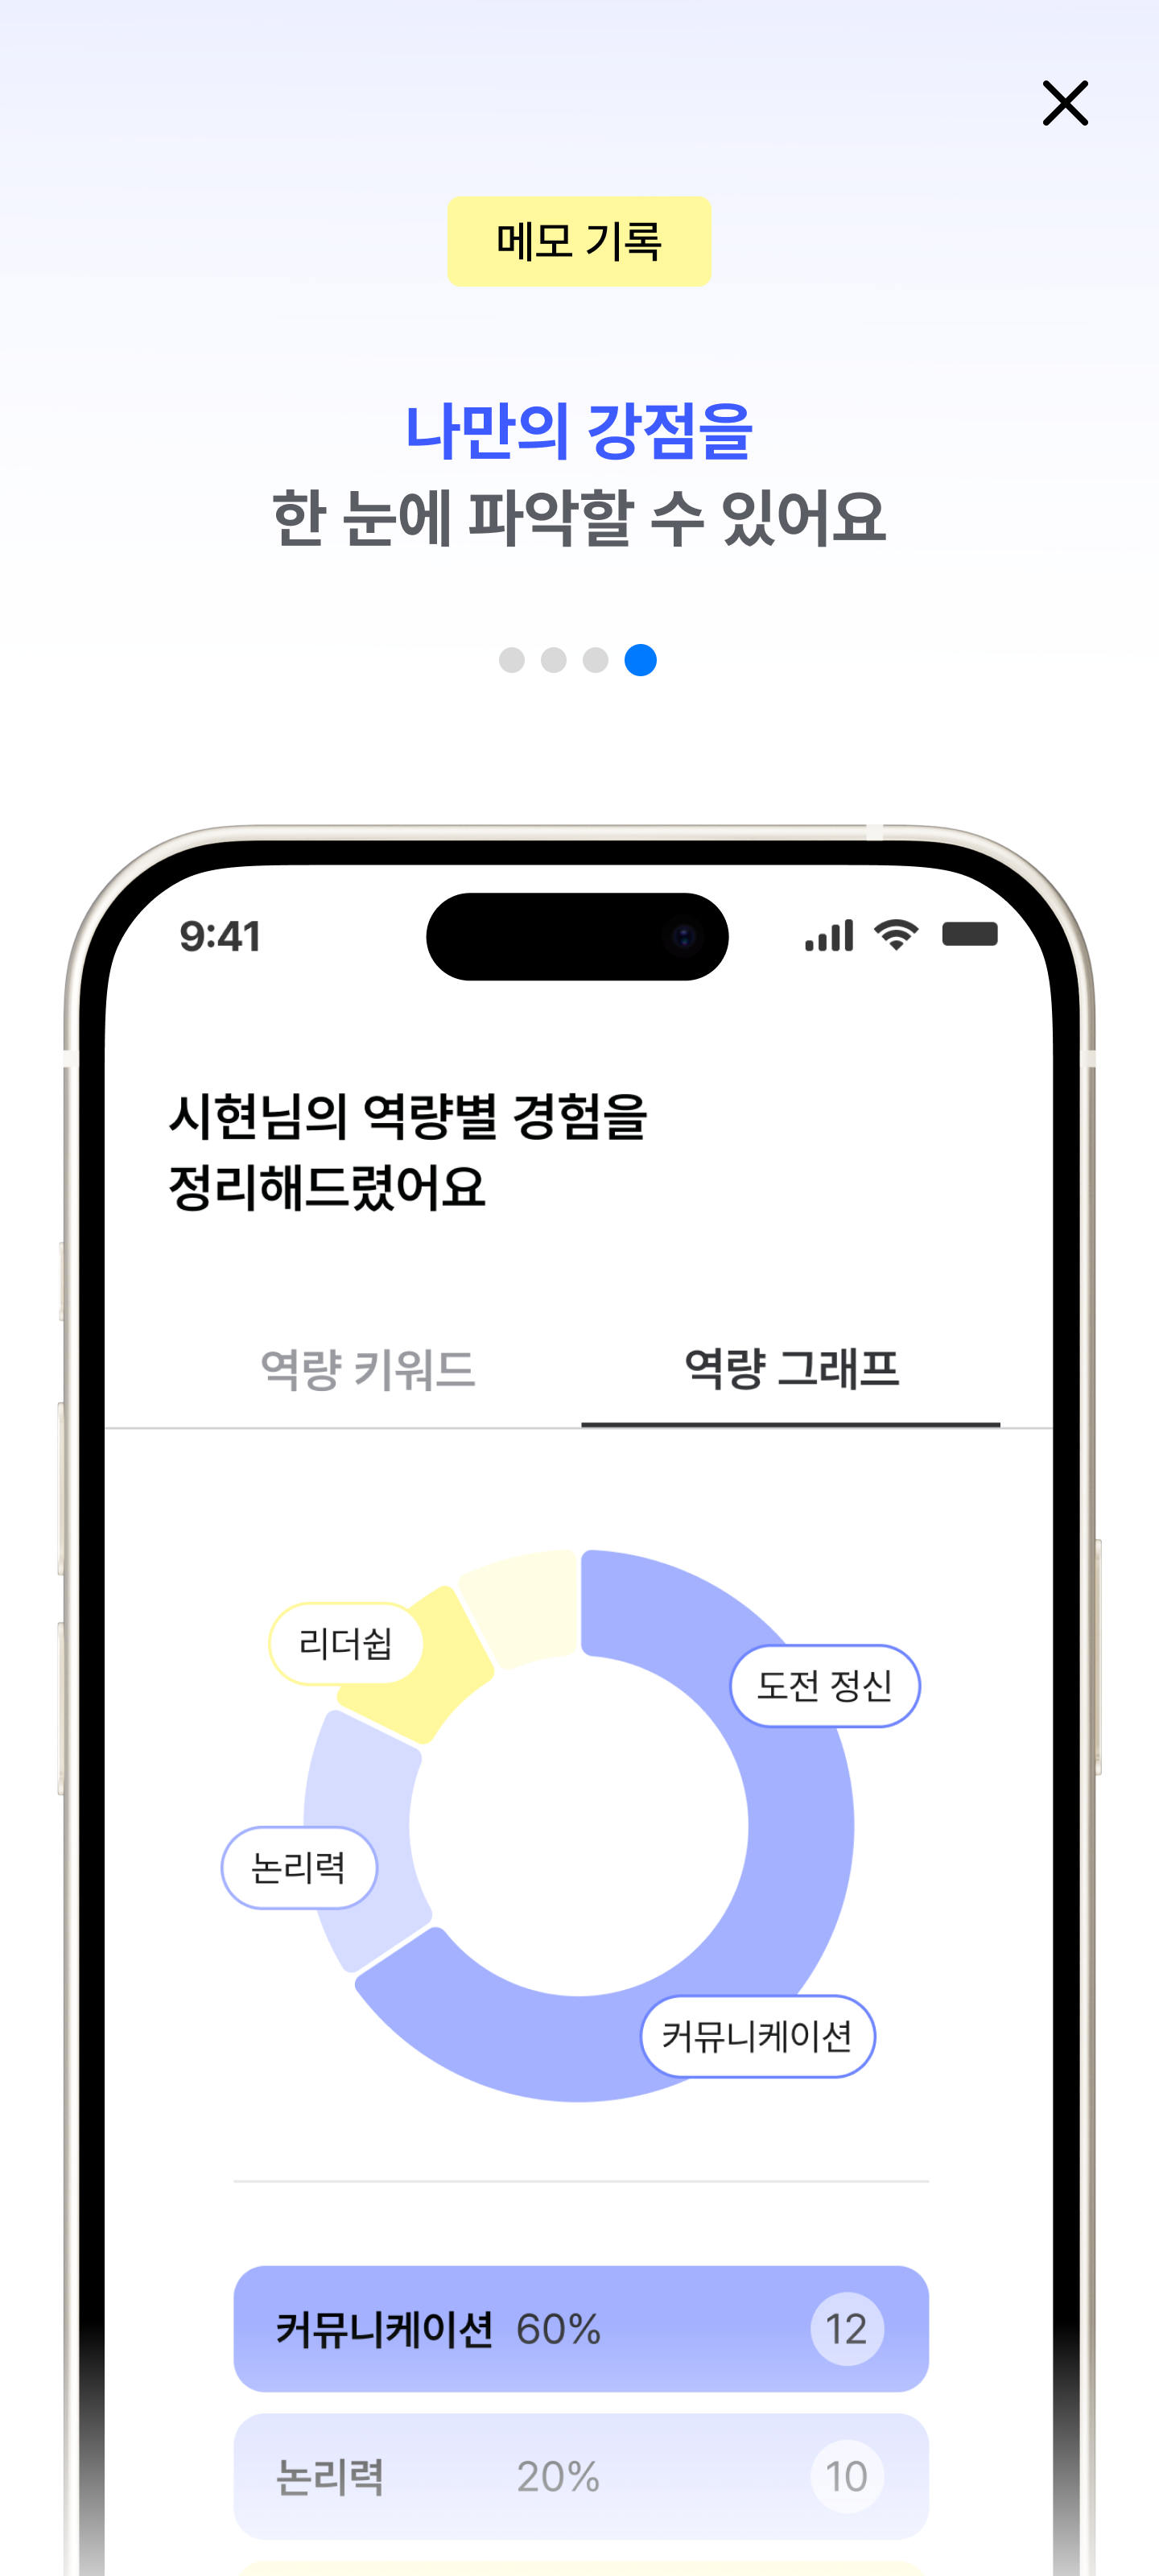 메모 기록
나만의 강점을
한 눈에 파악할 수 있어요
9:41
시현님의 역량별 경험을
정리해드렸어요
역량 키워드 역량 그래프
리더쉽
도전 정신
논리력
커뮤니케이션
커뮤니케이션 60% 12
논리력 20% 10